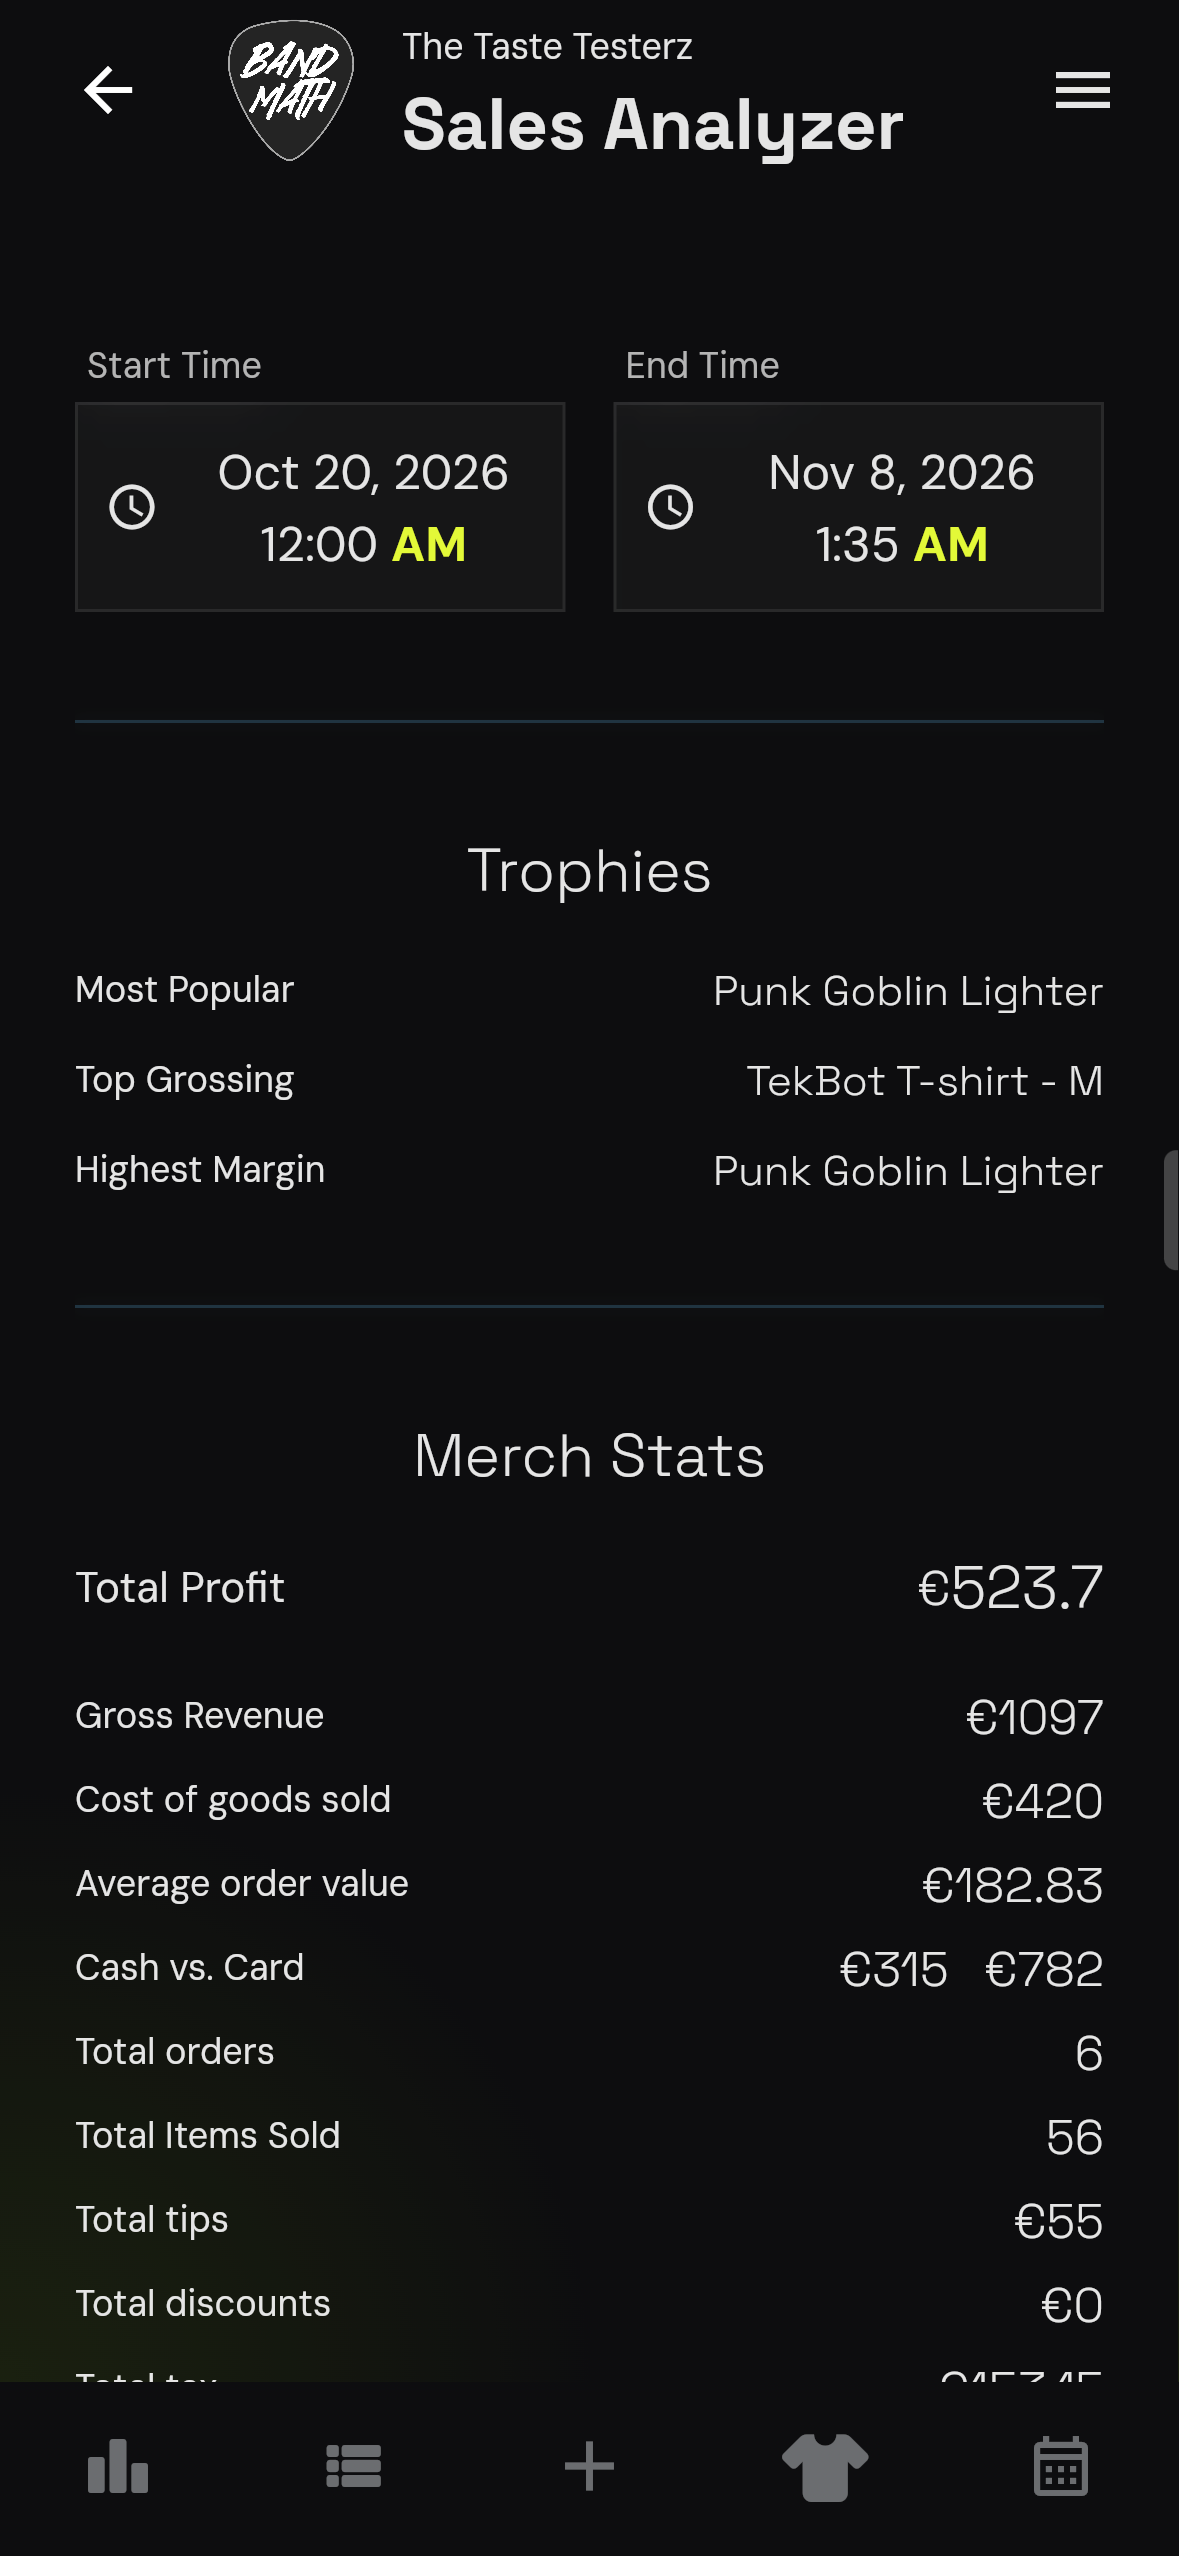 The Taste Testerz
BAND
MATH
Sales Analyzer
Start Time
End Time
Oct 20, 2026
12:00 AM
Nov 8, 2026
1:35 AM
Trophies
Most Popular
Punk Goblin Lighter
Top Grossing
TekBot T-shirt - M
Highest Margin
Punk Goblin Lighter
Merch Stats
Total Profit
€523.7
Gross Revenue
€1097
Cost of goods sold
€420
Average order value
€182.83
Cash vs. Card
€315 €782
Total orders
6
Total Items Sold
56
Total tips
€55
Total discounts
€0
Total tax